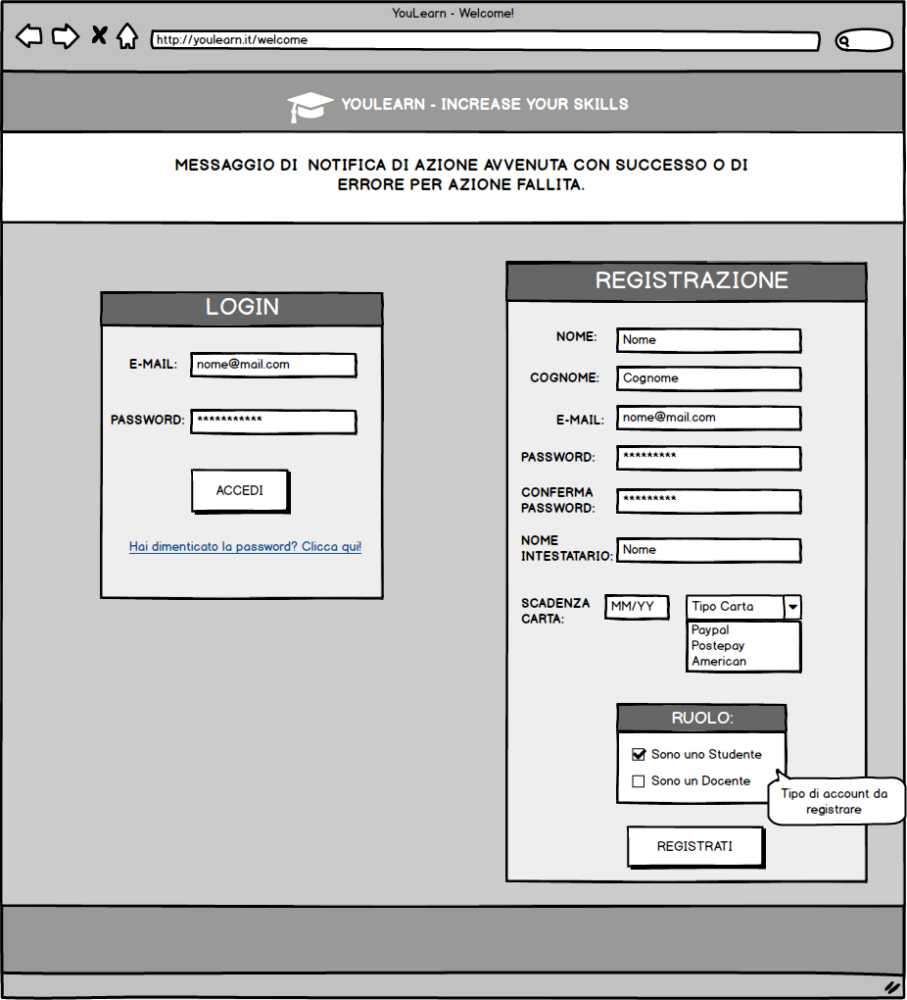 YouLearn - Welcome!
http://youlearn.it/welcome
YOULEARN - INCREASE YOUR SKILLS
MESSAGGIO DI NOTIFICA DI AZIONE AVVENUTA CON SUCCESSO O DI
ERRORE PER AZIONE FALLITA.
LOGIN
E-MAIL: nome@mail.com
PASSWORD: ***********
ACCEDI
Hai dimenticato la password? Clicca qui!
REGISTRAZIONE
NOME: Nome
COGNOME: Cognome
E-MAIL: nome@mail.com
PASSWORD: *********
CONFERMA
PASSWORD: *********
NOME
INTESTATARIO: Nome
SCADENZA
CARTA: MM/YY Tipo Carta
Paypal
Postepay
American
RUOLO:
Sono uno Studente
Sono un Docente
Tipo di account da
registrare
REGISTRATI